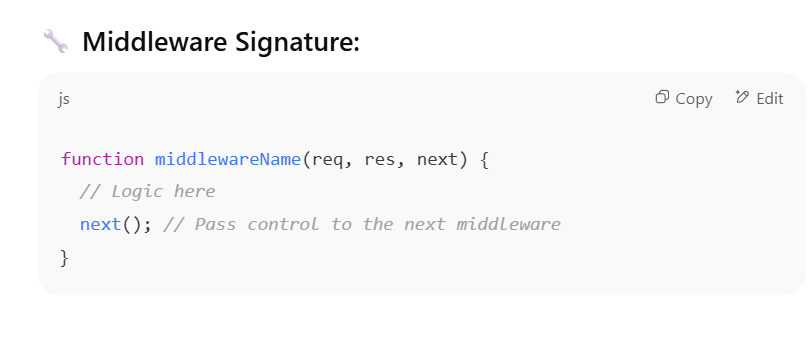 🔧 Middleware Signature:
js
Copy
Edit
function middlewareName(req, res, next) {
  // Logic here
  next(); // Pass control to the next middleware
}